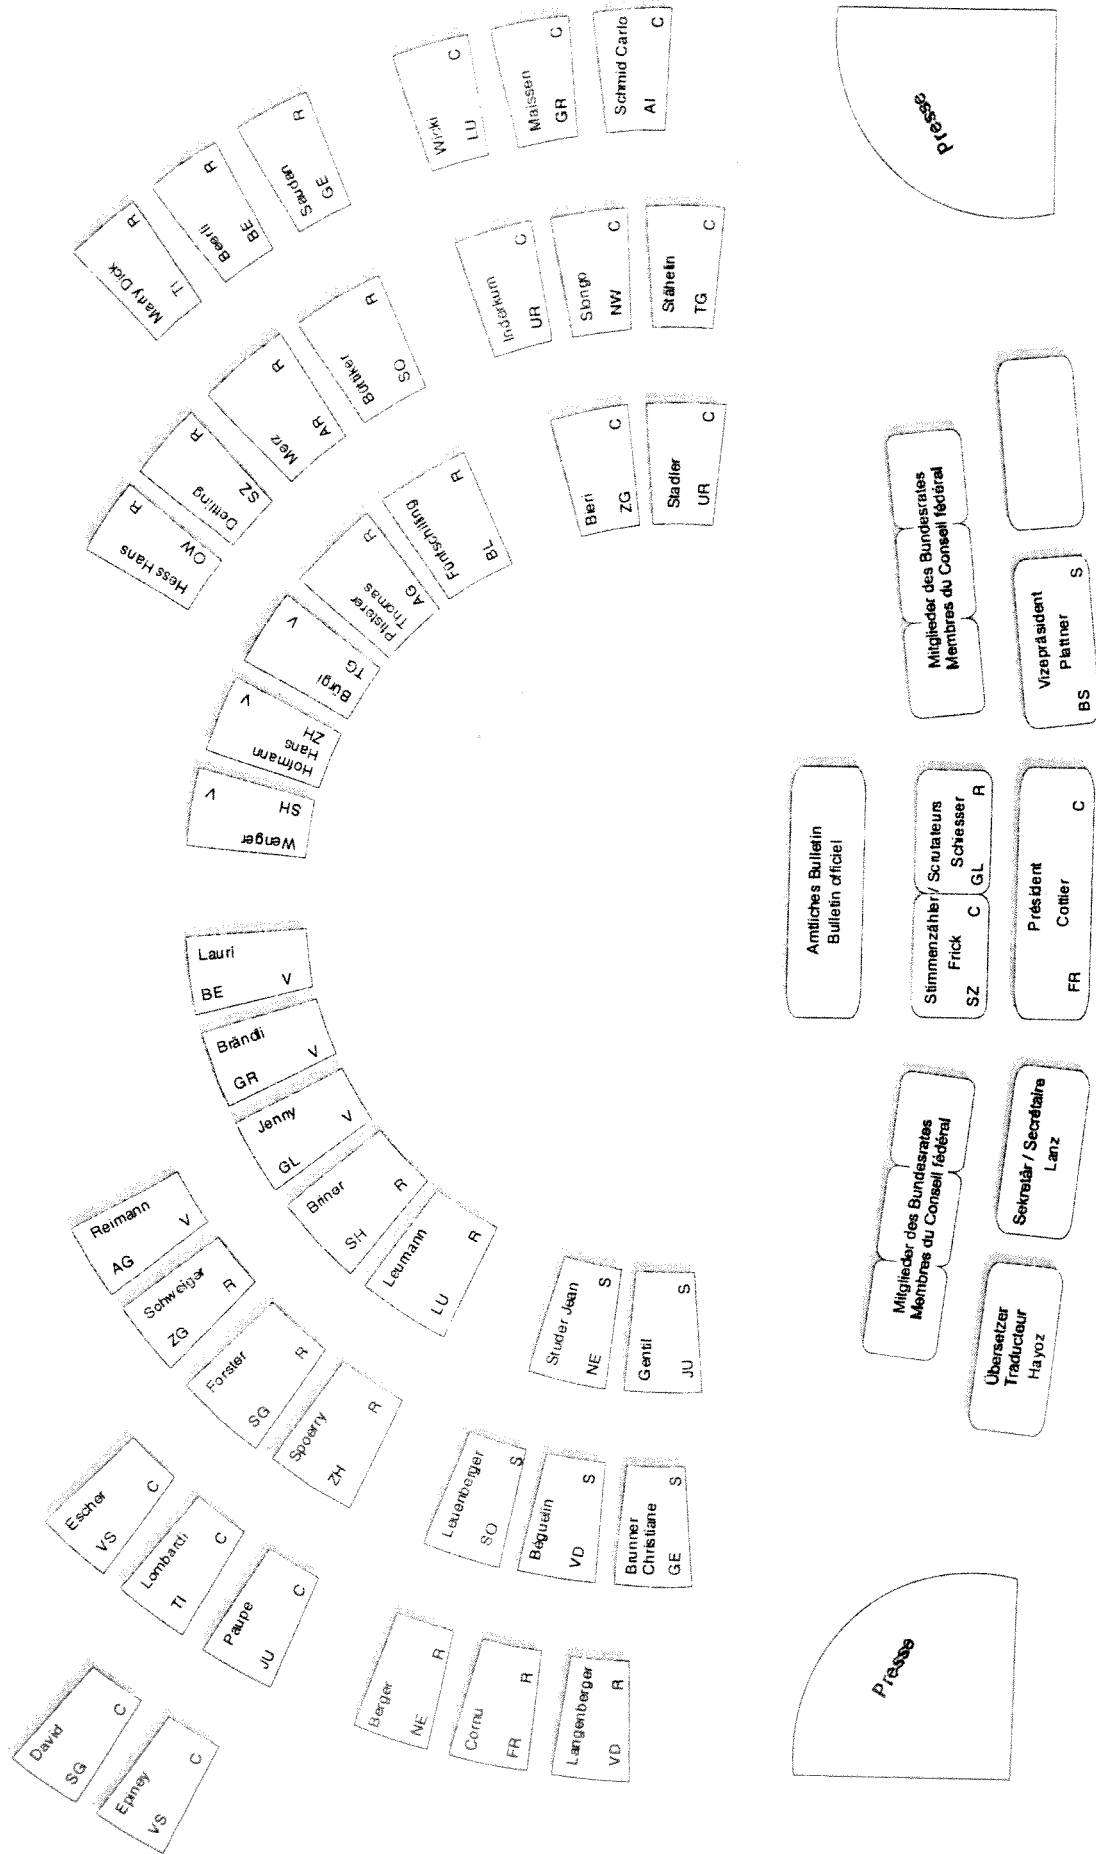 David
SG C
Epiney
VS C
Escher
VS C
Lombardi
TI C
Paupe
JU C
Berger
NE R
Cornu
FR R
Langenberger
VD R
Reimann
AG V
Schweiger
ZG R
Forster
SG R
Spoerry
ZH R
Leuenberger
SO S
Béguelin
VD S
Brunner
Christiane
GE S
Lauri
BE V
Brändli
GR V
Jenny
GL V
Briner
SH R
Leumann
LU R
Studer Jean
NE S
Gentil
JU S
Wenger
SH V
Hofmann
Hans
ZH V
Bürgi
TG V
Pfisterer
Thomas
AG R
Fünfschilling
BL R
Hess Hans
OW R
Dettling
SZ R
Merz
AR R
Büttiker
SO R
Marty Dick
TI R
Beerli
BE R
Saudan
GE R
Bieri
ZG C
Stadler
UR C
Inderkum
UR C
Slongo
NW C
Stähelin
TG C
Wicki
LU C
Maissen
GR C
Schmid Carlo
AI C
Presse
Amtliches Bulletin
Bulletin officiel
Presse
Mitglieder des Bundesrates
Membres du Conseil fédéral
Stimmenzähler / Scrutateurs
Frick Schiesser
SZ C GL R
Mitglieder des Bundesrates
Membres du Conseil fédéral
Übersetzer
Traducteur
Hayoz
Sekretär / Secrétaire
Lanz
Président
Cottier
FR C
Vizepräsident
Plattner
BS S